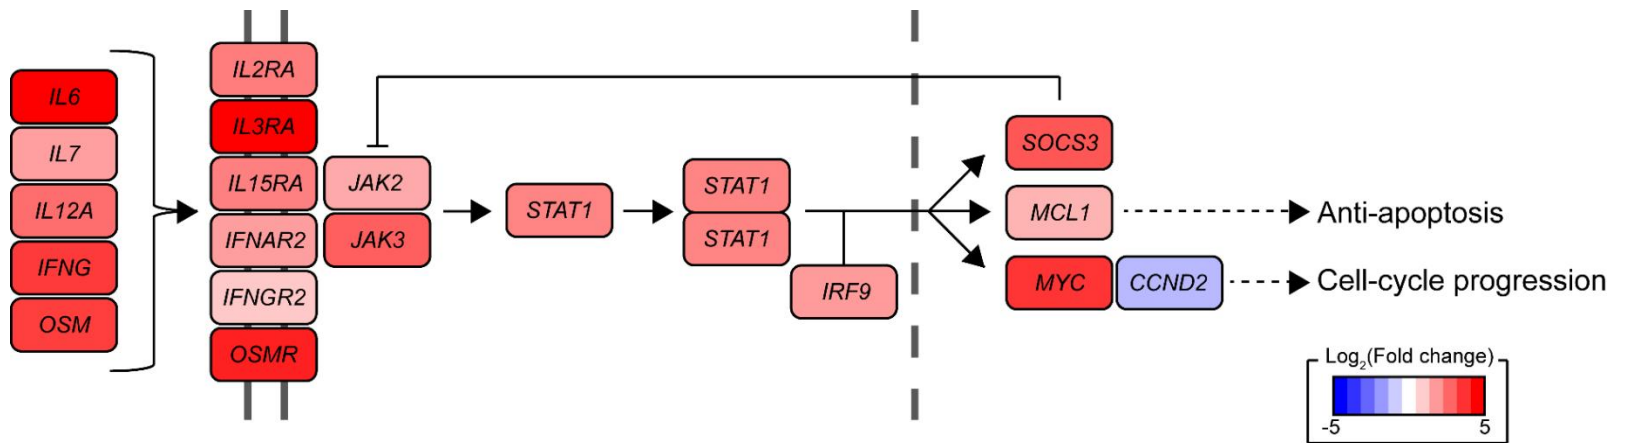 IL6
IL7
IL12A
IFNG
OSM
IL2RA
IL3RA
IL15RA
IFNAR2
IFNGR2
OSMR
JAK2
JAK3
STAT1
STAT1
STAT1
IRF9
SOCS3
MCL1
Anti-apoptosis
MYC
CCND2
Cell-cycle progression
Log2(Fold change)
-5
5